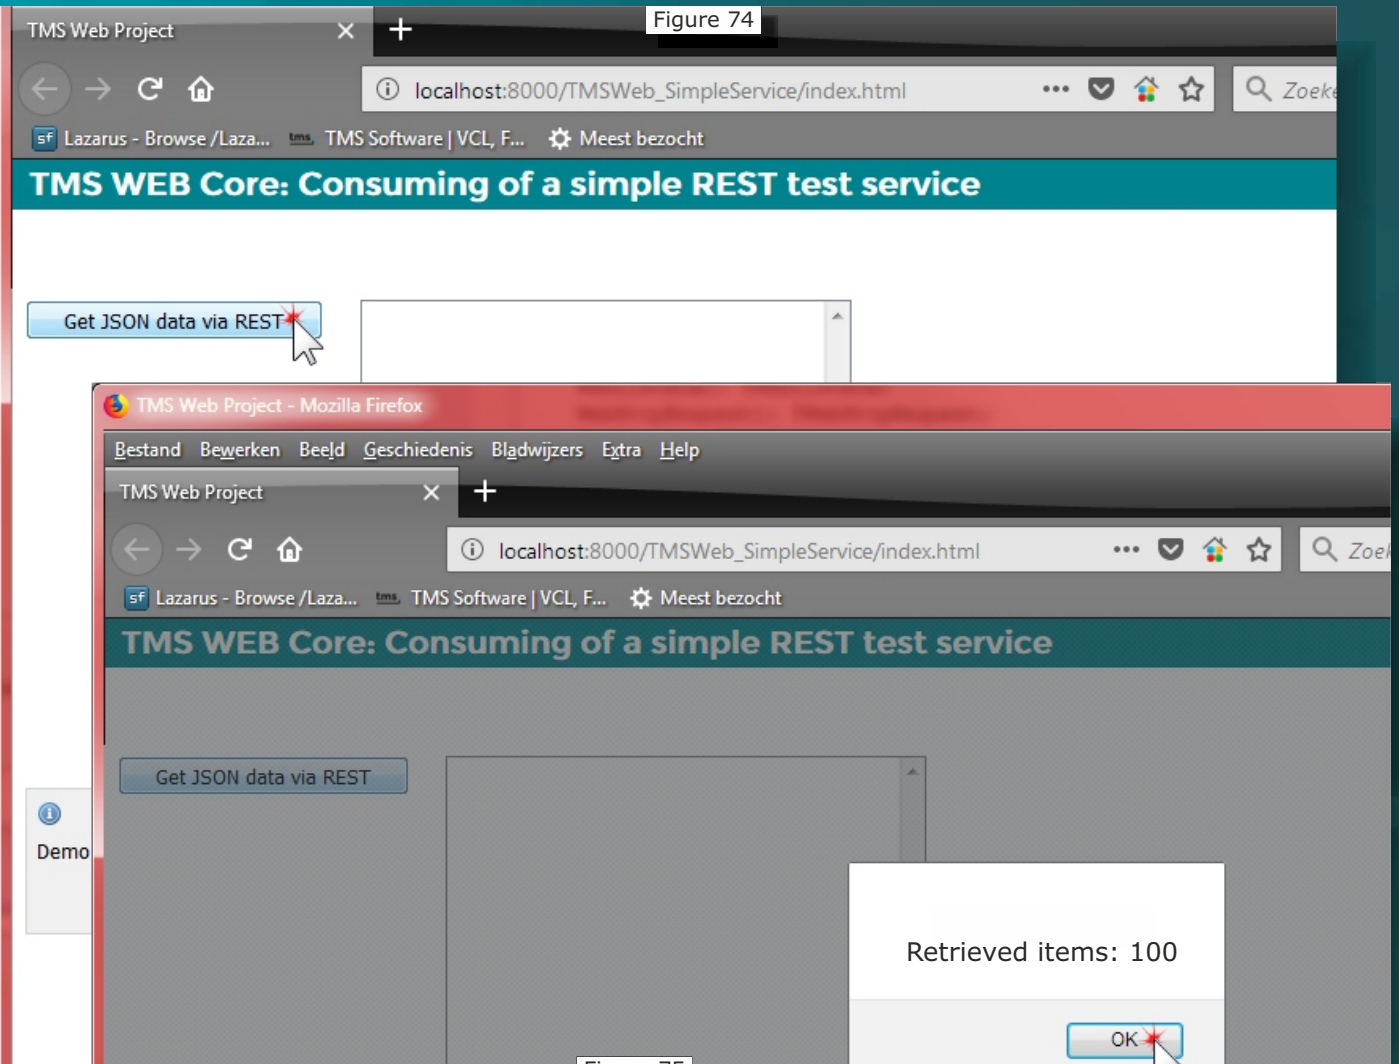 Figure 74
TMS Web Project
localhost:8000/TMSWeb_SimpleService/index.html
Lazarus - Browse /Laza... tms TMS Software | VCL, F... Meest bezocht
TMS WEB Core: Consuming of a simple REST test service
Get JSON data via REST
TMS Web Project - Mozilla Firefox
Bestand Bewerken Beeld Geschiedenis Bladwijzers Extra Help
TMS Web Project
localhost:8000/TMSWeb_SimpleService/index.html
sf Lazarus - Browse /Laza... tms TMS Software | VCL, F... Meest bezocht
TMS WEB Core: Consuming of a simple REST test service
Get JSON data via REST
Demo
Retrieved items: 100
OK